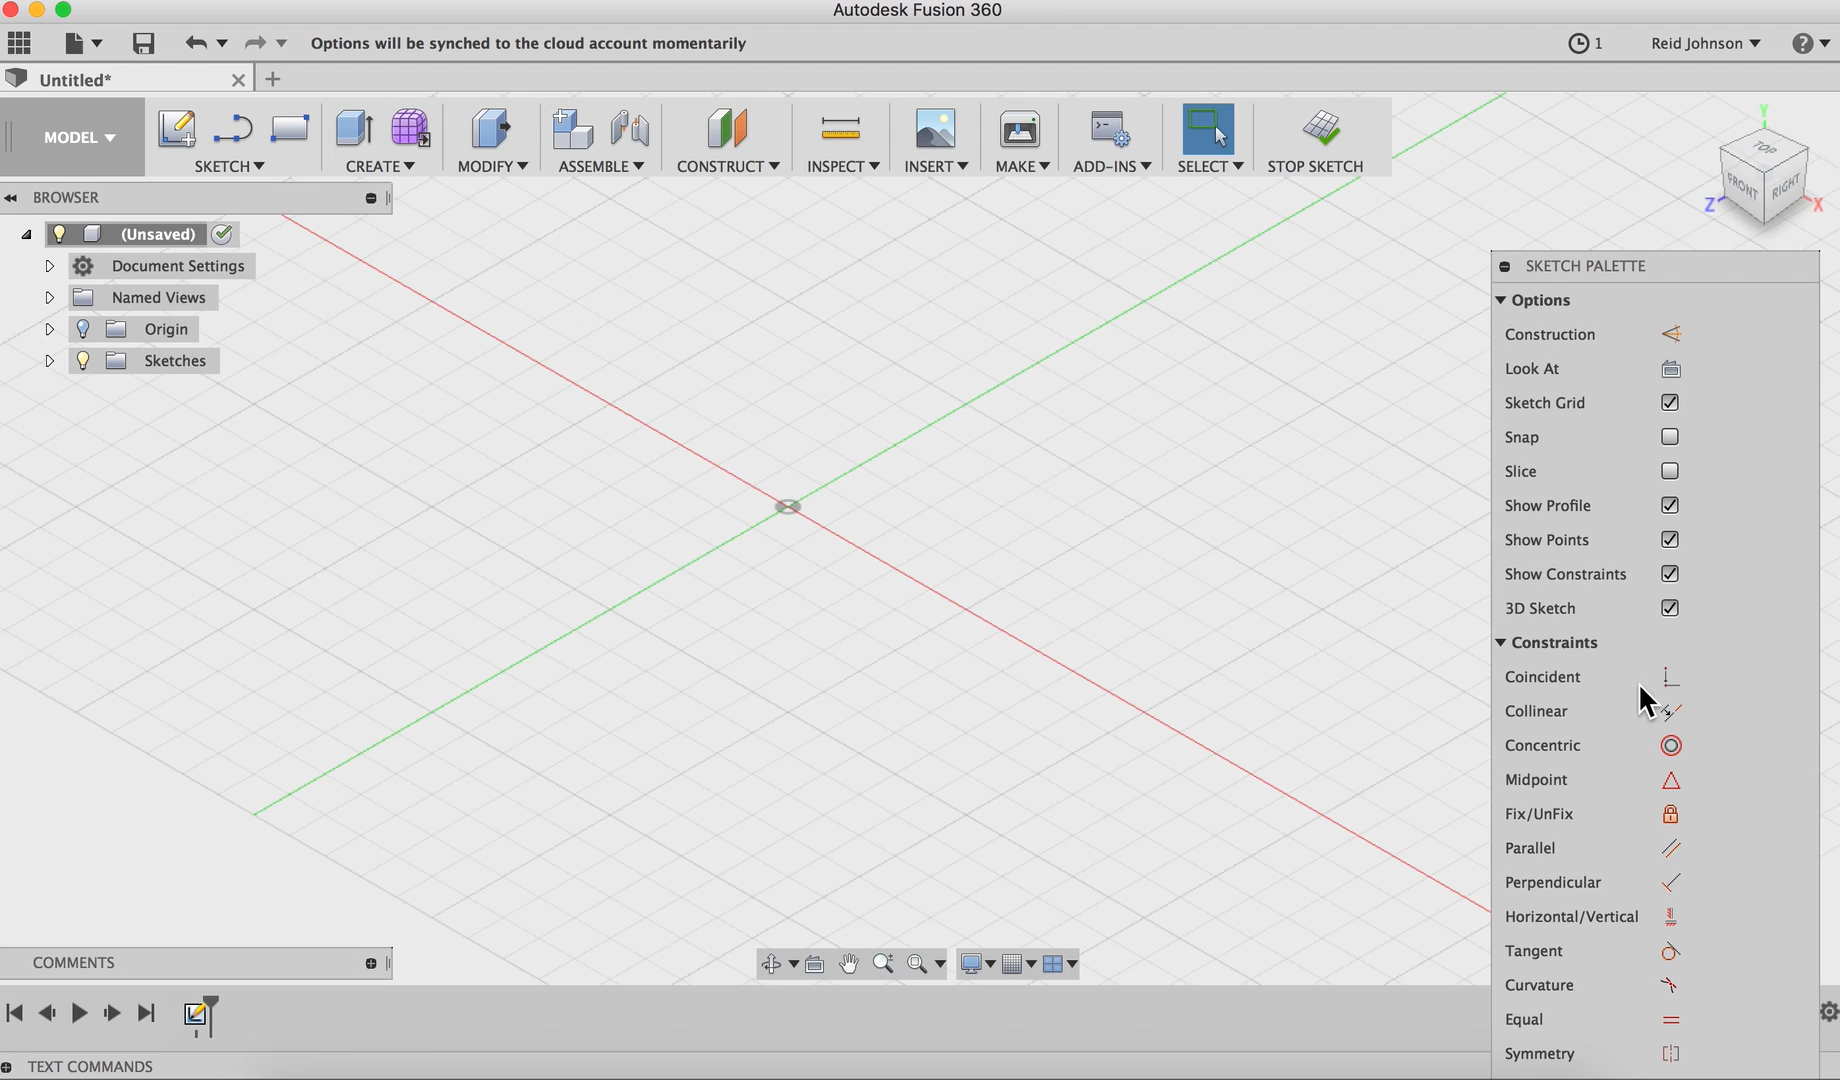 Autodesk Fusion 360
Options will be synched to the cloud account momentarily
1
Reid Johnson
?
Untitled*
MODEL
SKETCH
CREATE
MODIFY
ASSEMBLE
CONSTRUCT
INSPECT
INSERT
MAKE
ADD-INS
SELECT
STOP SKETCH
Y
TOP
FRONT
RIGHT
Z
X
BROWSER
(Unsaved)
Document Settings
Named Views
Origin
Sketches
SKETCH PALETTE
Options
Construction
Look At
Sketch Grid
Snap
Slice
Show Profile
Show Points
Show Constraints
3D Sketch
Constraints
Coincident
Collinear
Concentric
Midpoint
Fix/UnFix
Parallel
Perpendicular
Horizontal/Vertical
Tangent
Curvature
Equal
Symmetry
COMMENTS
TEXT COMMANDS